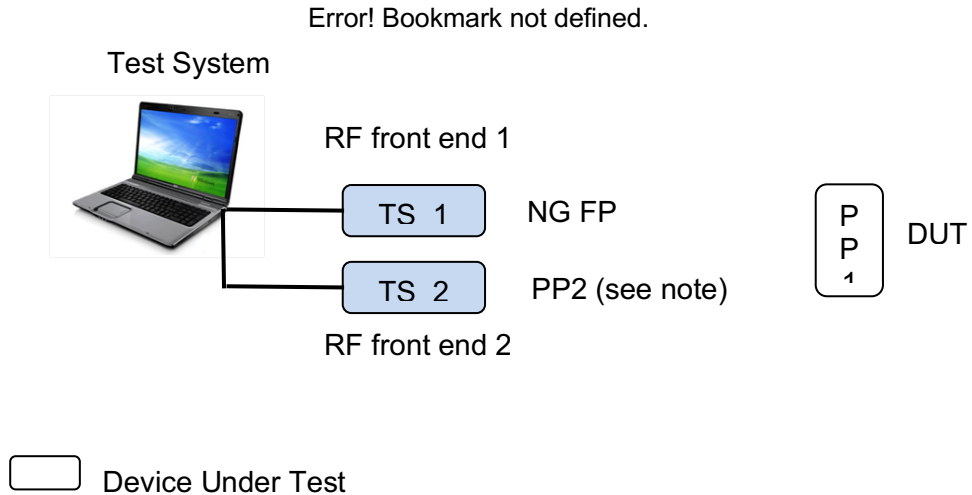 Error! Bookmark not defined.
Test System
RF front end 1
TS 1
NG FP
TS 2
PP2 (see note)
RF front end 2
P
P
1
DUT
Device Under Test